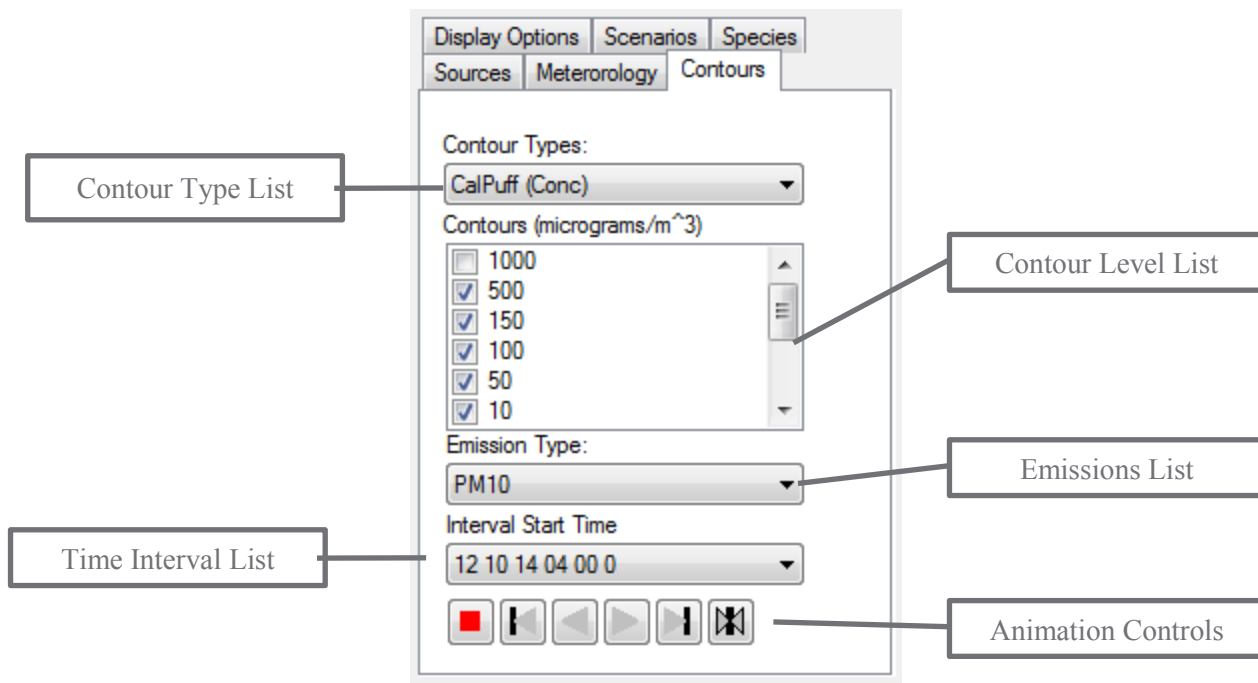 Display Options Scenarios Species
Sources Meterorology Contours
Contour Types:
Contour Type List
CalPuff (Conc)
Contours (micrograms/m^3)
1000
500
150
100
50
10
Contour Level List
Emission Type:
PM10
Emissions List
Interval Start Time
Time Interval List
12 10 14 04 00 0
Animation Controls